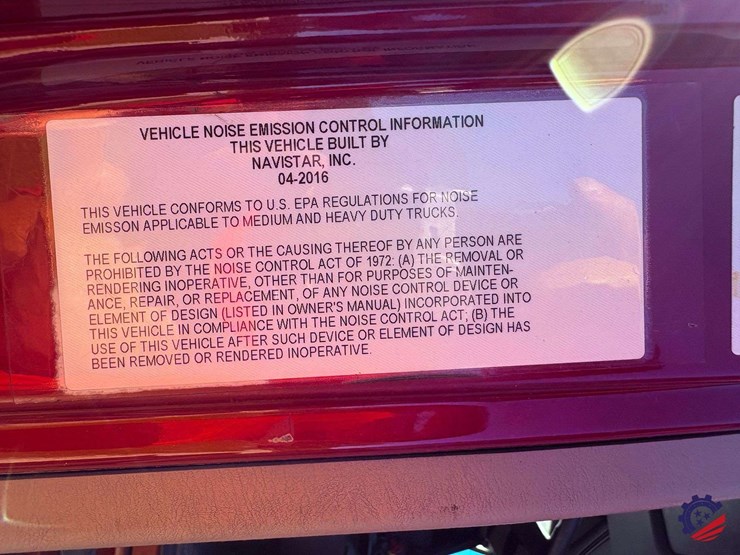 VEHICLE NOISE EMISSION CONTROL INFORMATION
THIS VEHICLE BUILT BY
NAVISTAR, INC.
04-2016
THIS VEHICLE CONFORMS TO U.S. EPA REGULATIONS FOR NOISE
EMISSON APPLICABLE TO MEDIUM AND HEAVY DUTY TRUCKS.
THE FOLLOWING ACTS OR THE CAUSING THEREOF BY ANY PERSON ARE
PROHIBITED BY THE NOISE CONTROL ACT OF 1972: (A) THE REMOVAL OR
RENDERING INOPERATIVE, OTHER THAN FOR PURPOSES OF MAINTEN-
ANCE, REPAIR, OR REPLACEMENT, OF ANY NOISE CONTROL DEVICE OR
ELEMENT OF DESIGN (LISTED IN OWNER'S MANUAL) INCORPORATED INTO
THIS VEHICLE IN COMPLIANCE WITH THE NOISE CONTROL ACT; (B) THE
USE OF THIS VEHICLE AFTER SUCH DEVICE OR ELEMENT OF DESIGN HAS
BEEN REMOVED OR RENDERED INOPERATIVE.